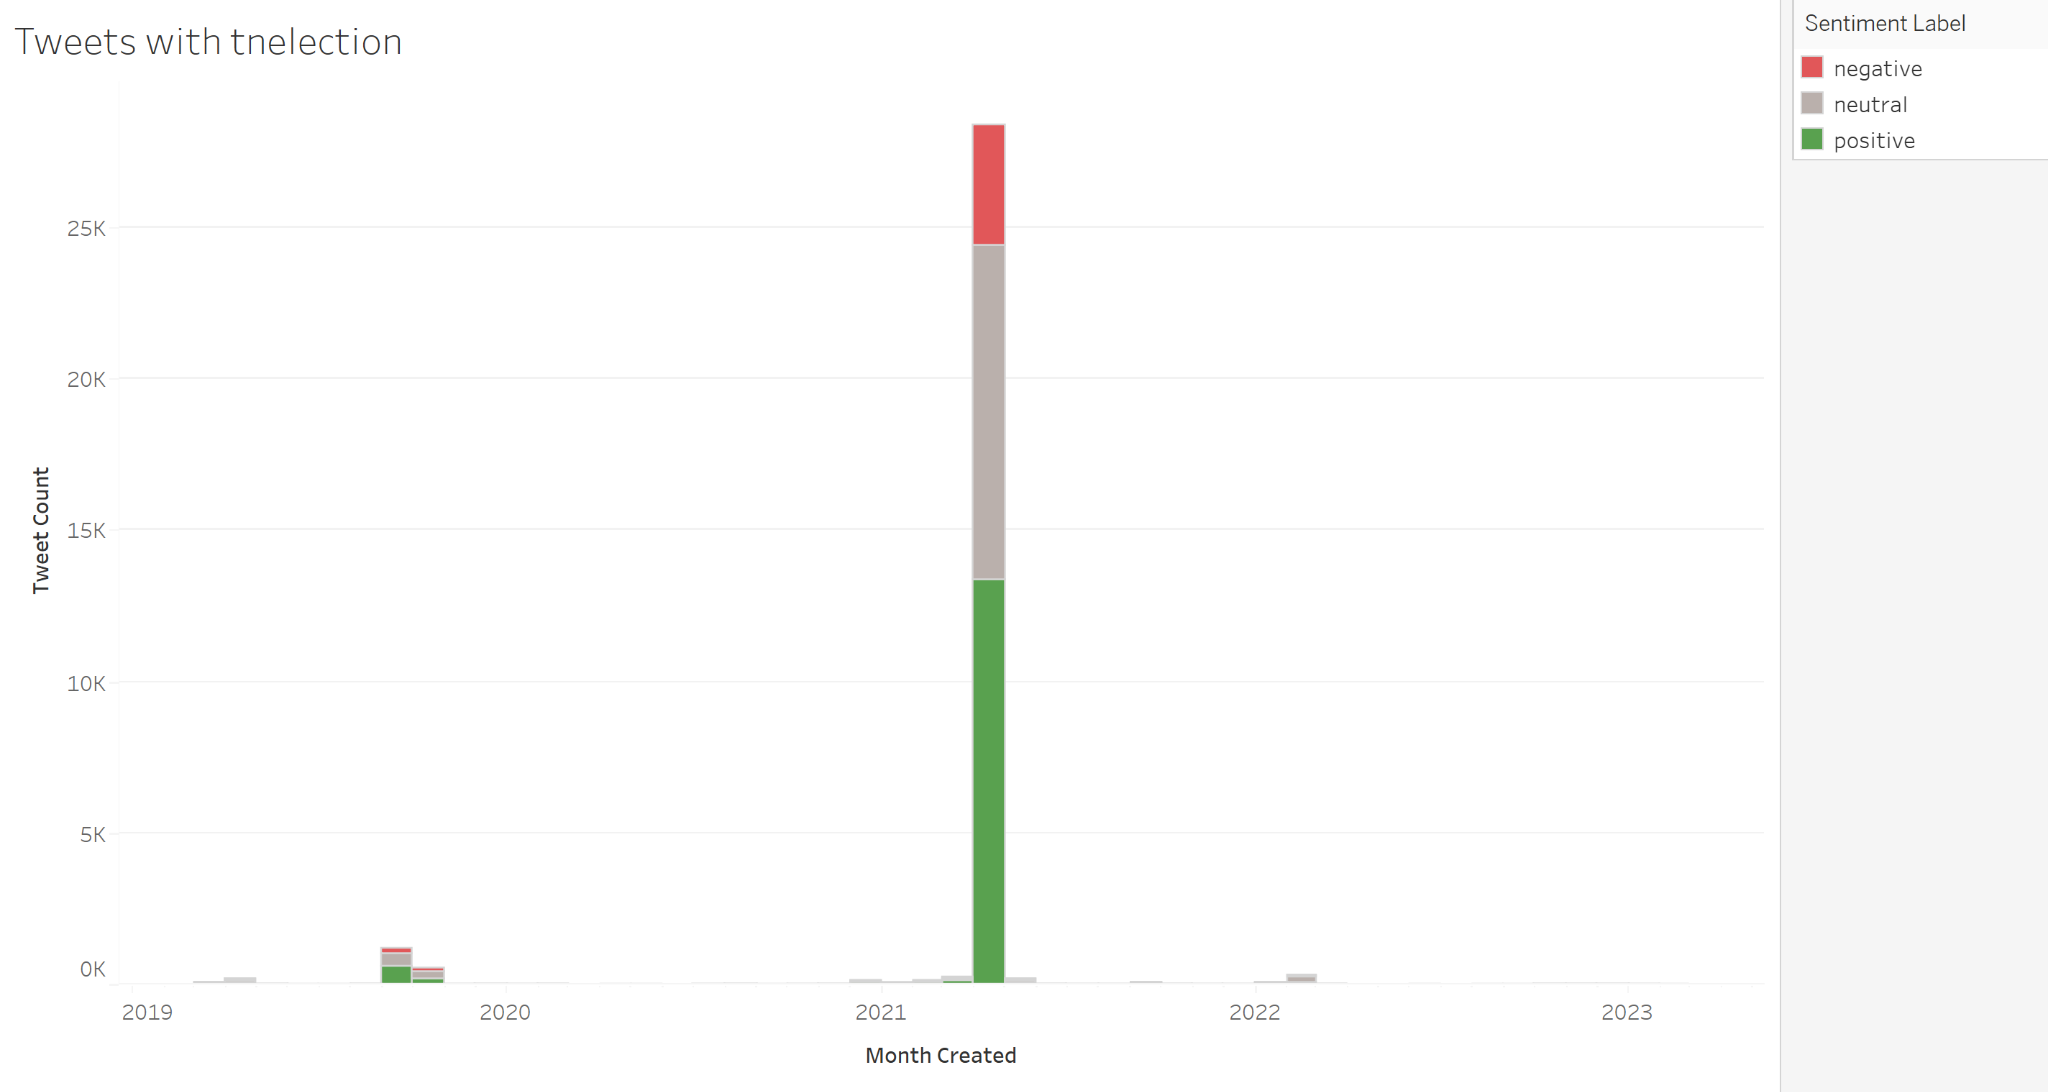 Tweets with tnelection
Sentiment Label
negative
neutral
positive
25K
20K
15K
10K
5K
0K
Tweet Count
2019 2020 2021 2022 2023
Month Created